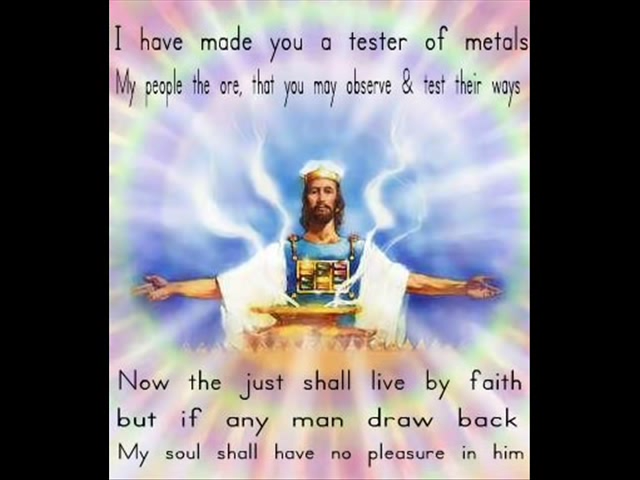 I have made you a tester of metals
My people the ore, that you may observe & test their ways
Now the just shall live by faith
but if any man draw back
My soul shall have no pleasure in him